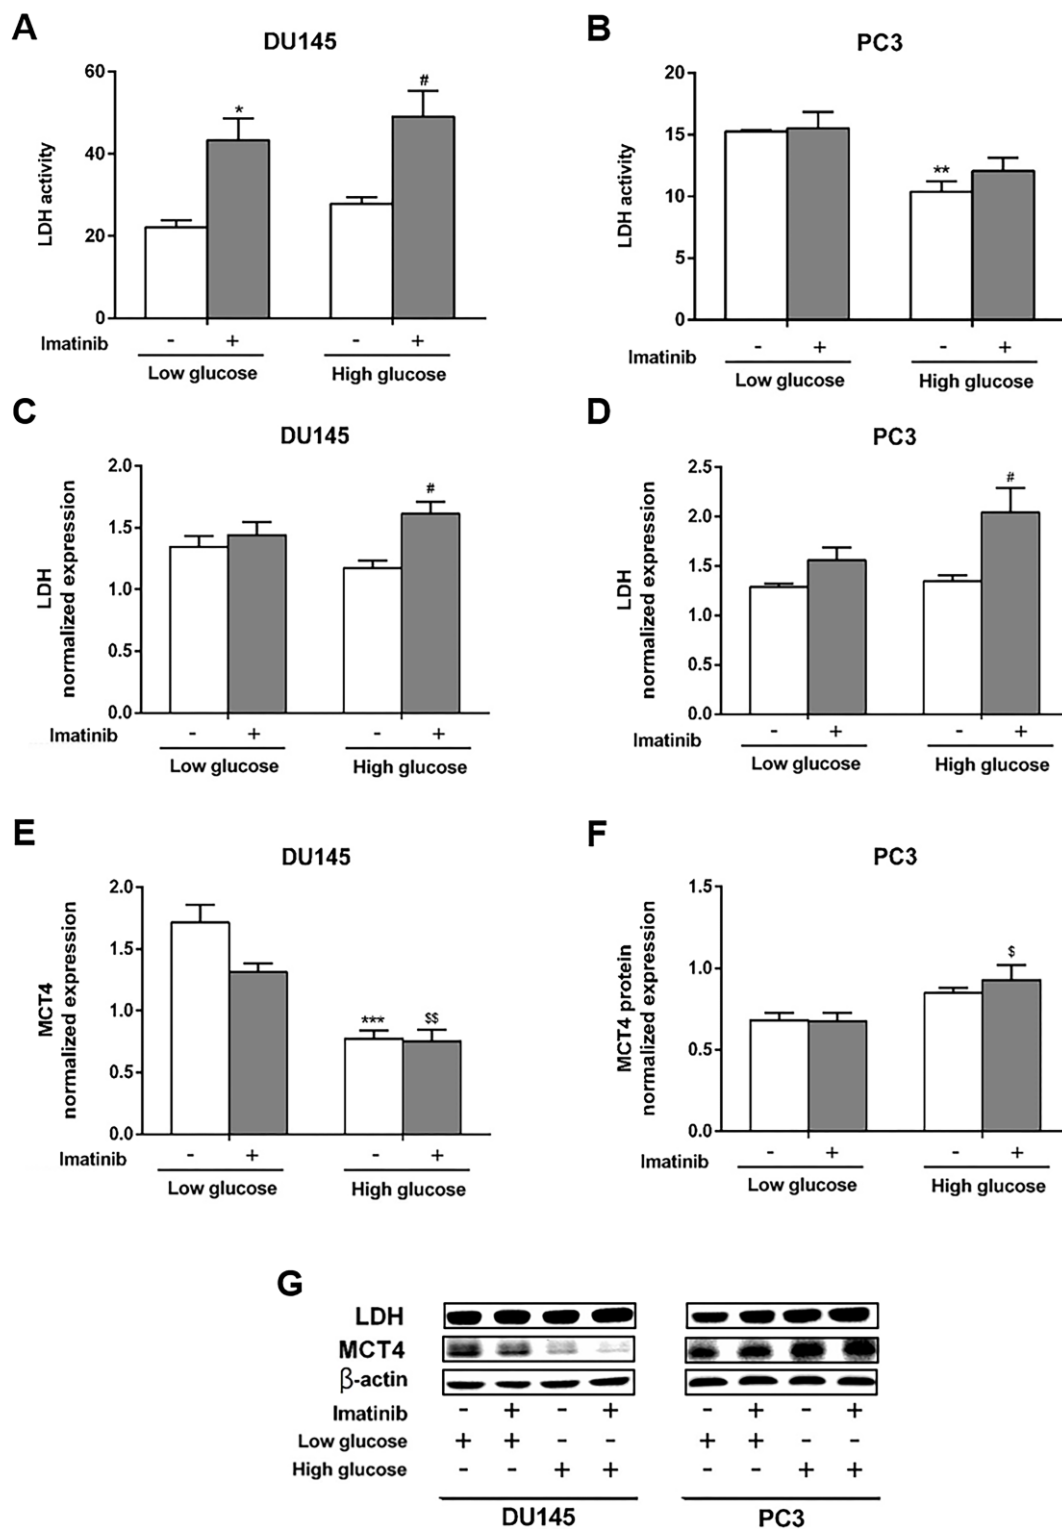 A
DU145
LDH activity
60
40
20
0
*
#
Imatinib - + - +
Low glucose High glucose
B
PC3
LDH activity
20
15
10
5
0
**
Imatinib - + - +
Low glucose High glucose
C
DU145
LDH
normalized expression
2.0
1.5
1.0
0.5
0.0
#
Imatinib - + - +
Low glucose High glucose
D
PC3
LDH
normalized expression
2.5
2.0
1.5
1.0
0.5
0.0
#
Imatinib - + - +
Low glucose High glucose
E
DU145
MCT4
normalized expression
2.0
1.5
1.0
0.5
0.0
*** $$
Imatinib - + - +
Low glucose High glucose
F
PC3
MCT4 protein
normalized expression
1.5
1.0
0.5
0.0
$
Imatinib - + - +
Low glucose High glucose
G
LDH
MCT4
β-actin
Imatinib - + - + - + - +
Low glucose + + - - + + - -
High glucose - - + + - - + +
DU145 PC3